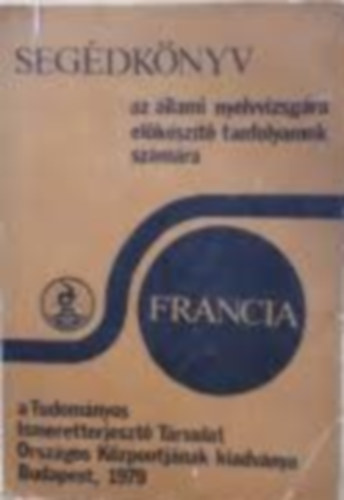 SEGÉDKÖNYV
az állami nyelvvizsgára
előkészítő tanfolyamok
számára
FRANCIA
a Tudományos
Ismeretterjesztő Társulat
Országos Központjának kiadványa
Budapest, 1979